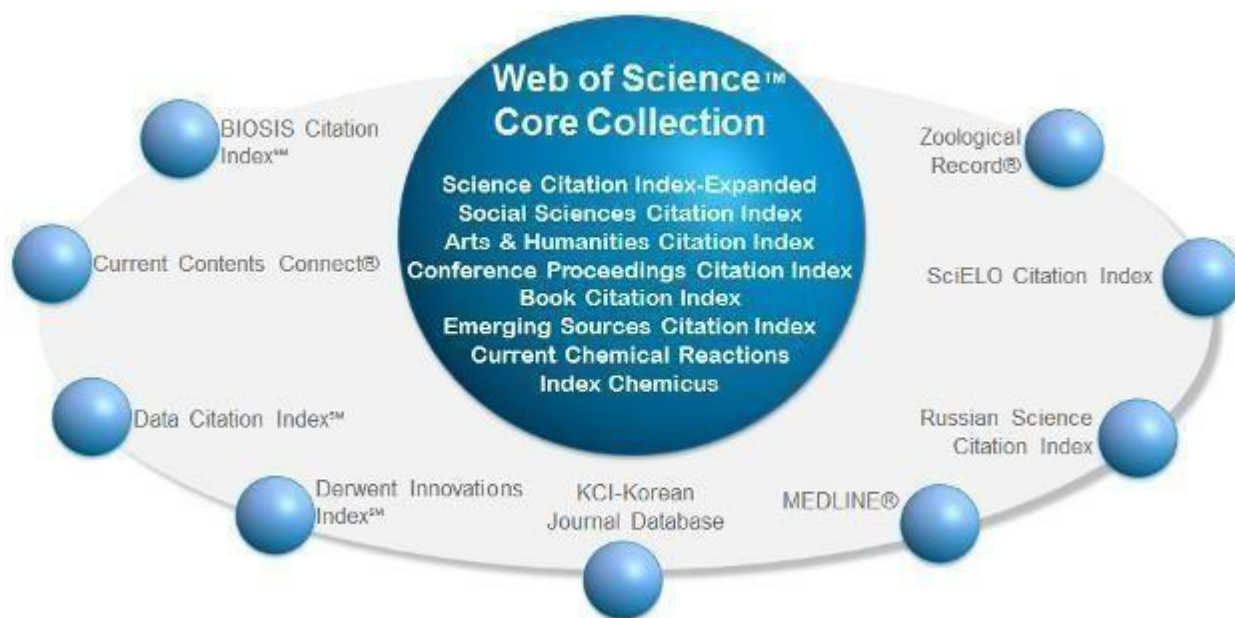 Web of Science™
Core Collection
Science Citation Index-Expanded
Social Sciences Citation Index
Arts & Humanities Citation Index
Conference Proceedings Citation Index
Book Citation Index
Emerging Sources Citation Index
Current Chemical Reactions
Index Chemicus
BIOSIS Citation
Index℠
Current Contents Connect®
Data Citation Index℠
Derwent Innovations
Index℠
KCI-Korean
Journal Database
MEDLINE®
Russian Science
Citation Index
SciELO Citation Index
Zoological
Record®